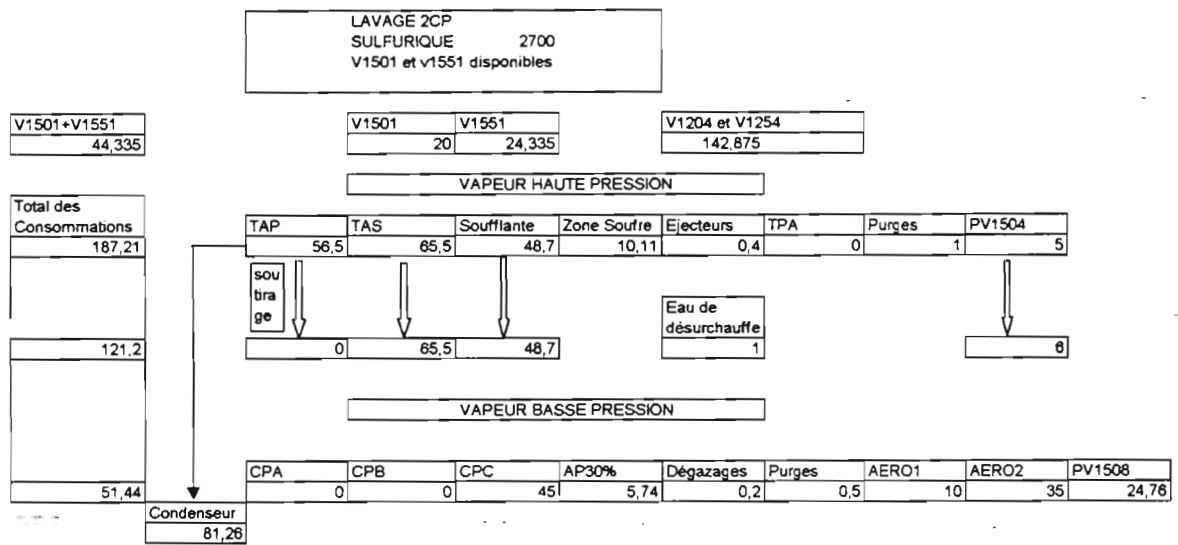 LAVAGE 2CP
SULFURIQUE 2700
V1501 et v1551 disponibles
V1501+V1551 V1501 V1551 V1204 et V1254
44,335 20 24,335 142,875
VAPEUR HAUTE PRESSION
Total des
Consommations TAP TAS Soufflante Zone Soufre Ejecteurs TPA Purges PV1504
187,21 56,5 65,5 48,7 10,11 0,4 0 1 5
sou
tira
ge
Eau de
désurchauffe
121,2 0 65,5 48,7 1 6
VAPEUR BASSE PRESSION
CPA CPB CPC AP30% Dégazages Purges AERO1 AERO2 PV1508
51,44 0 0 45 5,74 0,2 0,5 10 35 24,76
Condenseur
81,26